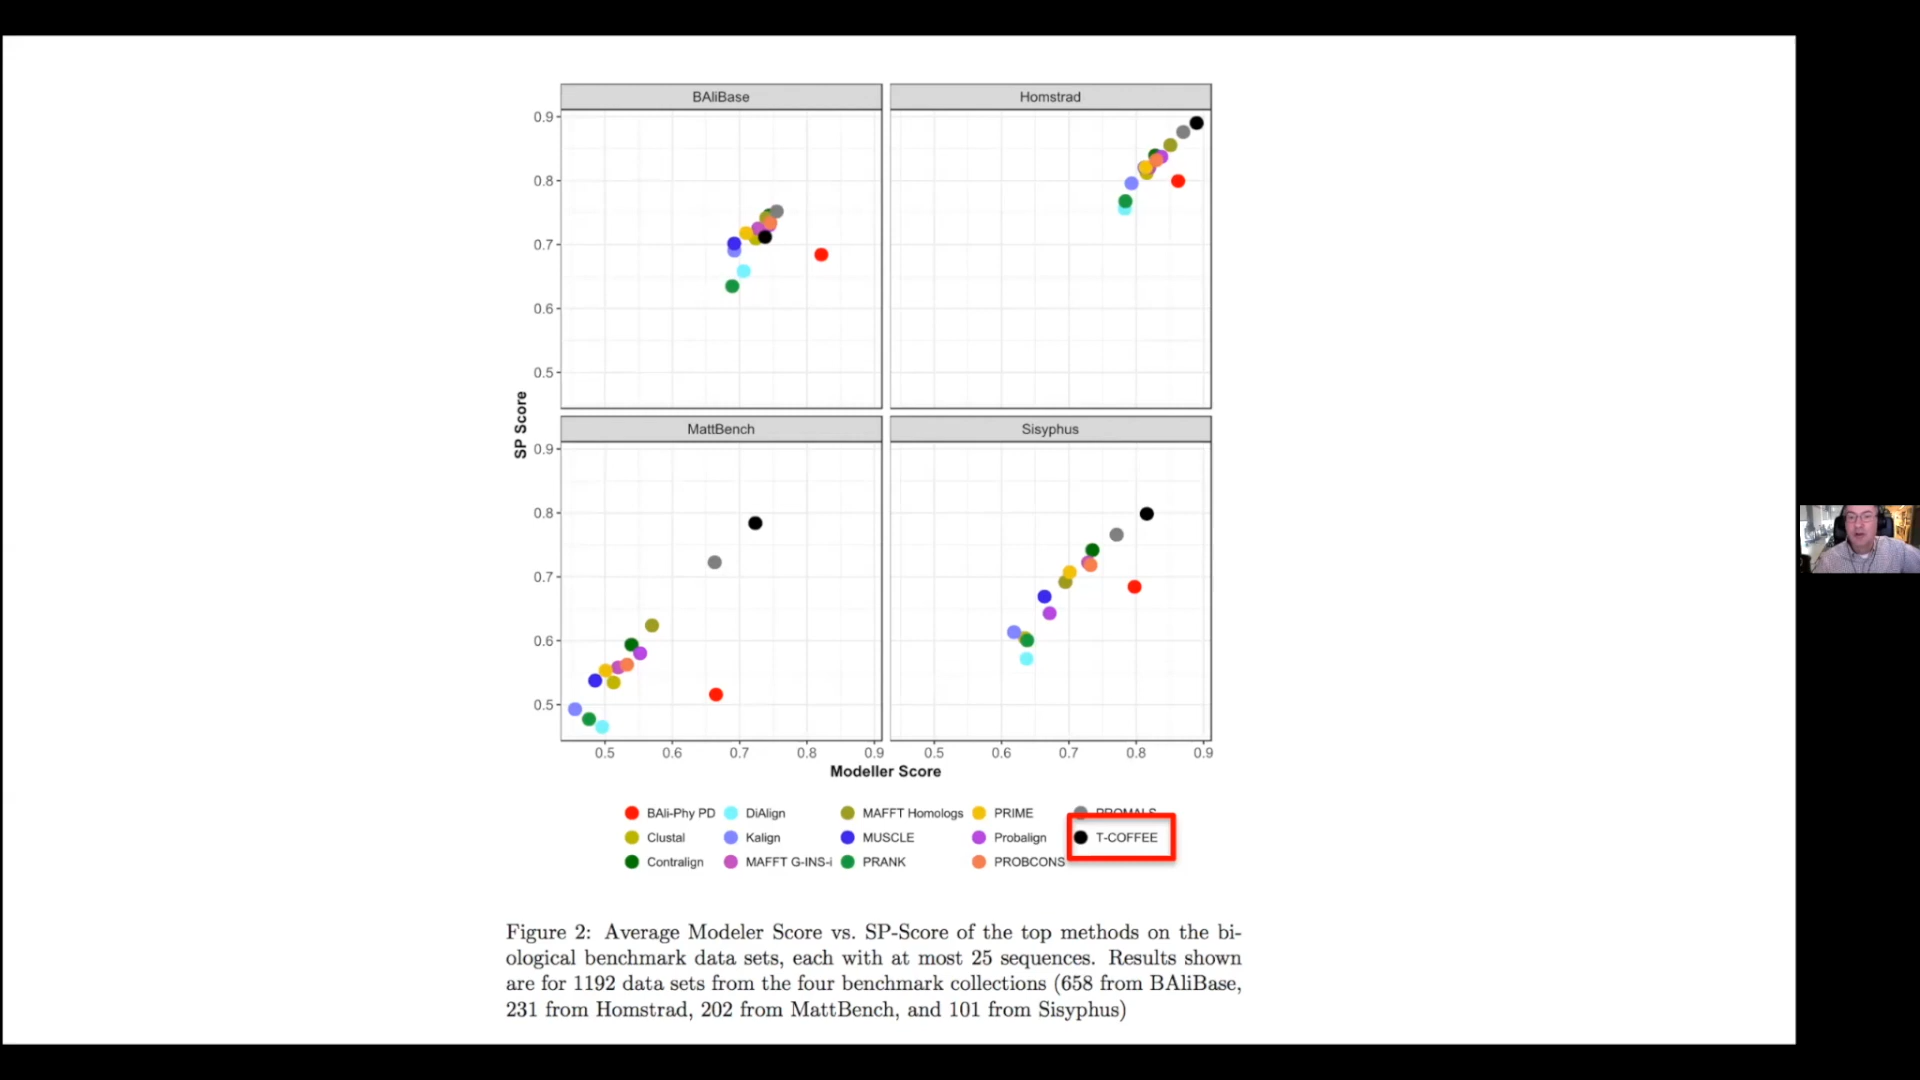 BAliBase
Homstrad
0.9
0.8
0.7
0.6
0.5
MattBench
Sisyphus
SP Score
0.9
0.8
0.7
0.6
0.5
0.5 0.6 0.7 0.8 0.9 0.5 0.6 0.7 0.8 0.9
Modeller Score
BAli-Phy PD DiAlign MAFFT Homologs PRIME PROMALS
Clustal Kalign MUSCLE Probalign T-COFFEE
Contralign MAFFT G-INS-i PRANK PROBCONS
Figure 2: Average Modeler Score vs. SP-Score of the top methods on the bi-
ological benchmark data sets, each with at most 25 sequences. Results shown
are for 1192 data sets from the four benchmark collections (658 from BAliBase,
231 from Homstrad, 202 from MattBench, and 101 from Sisyphus)